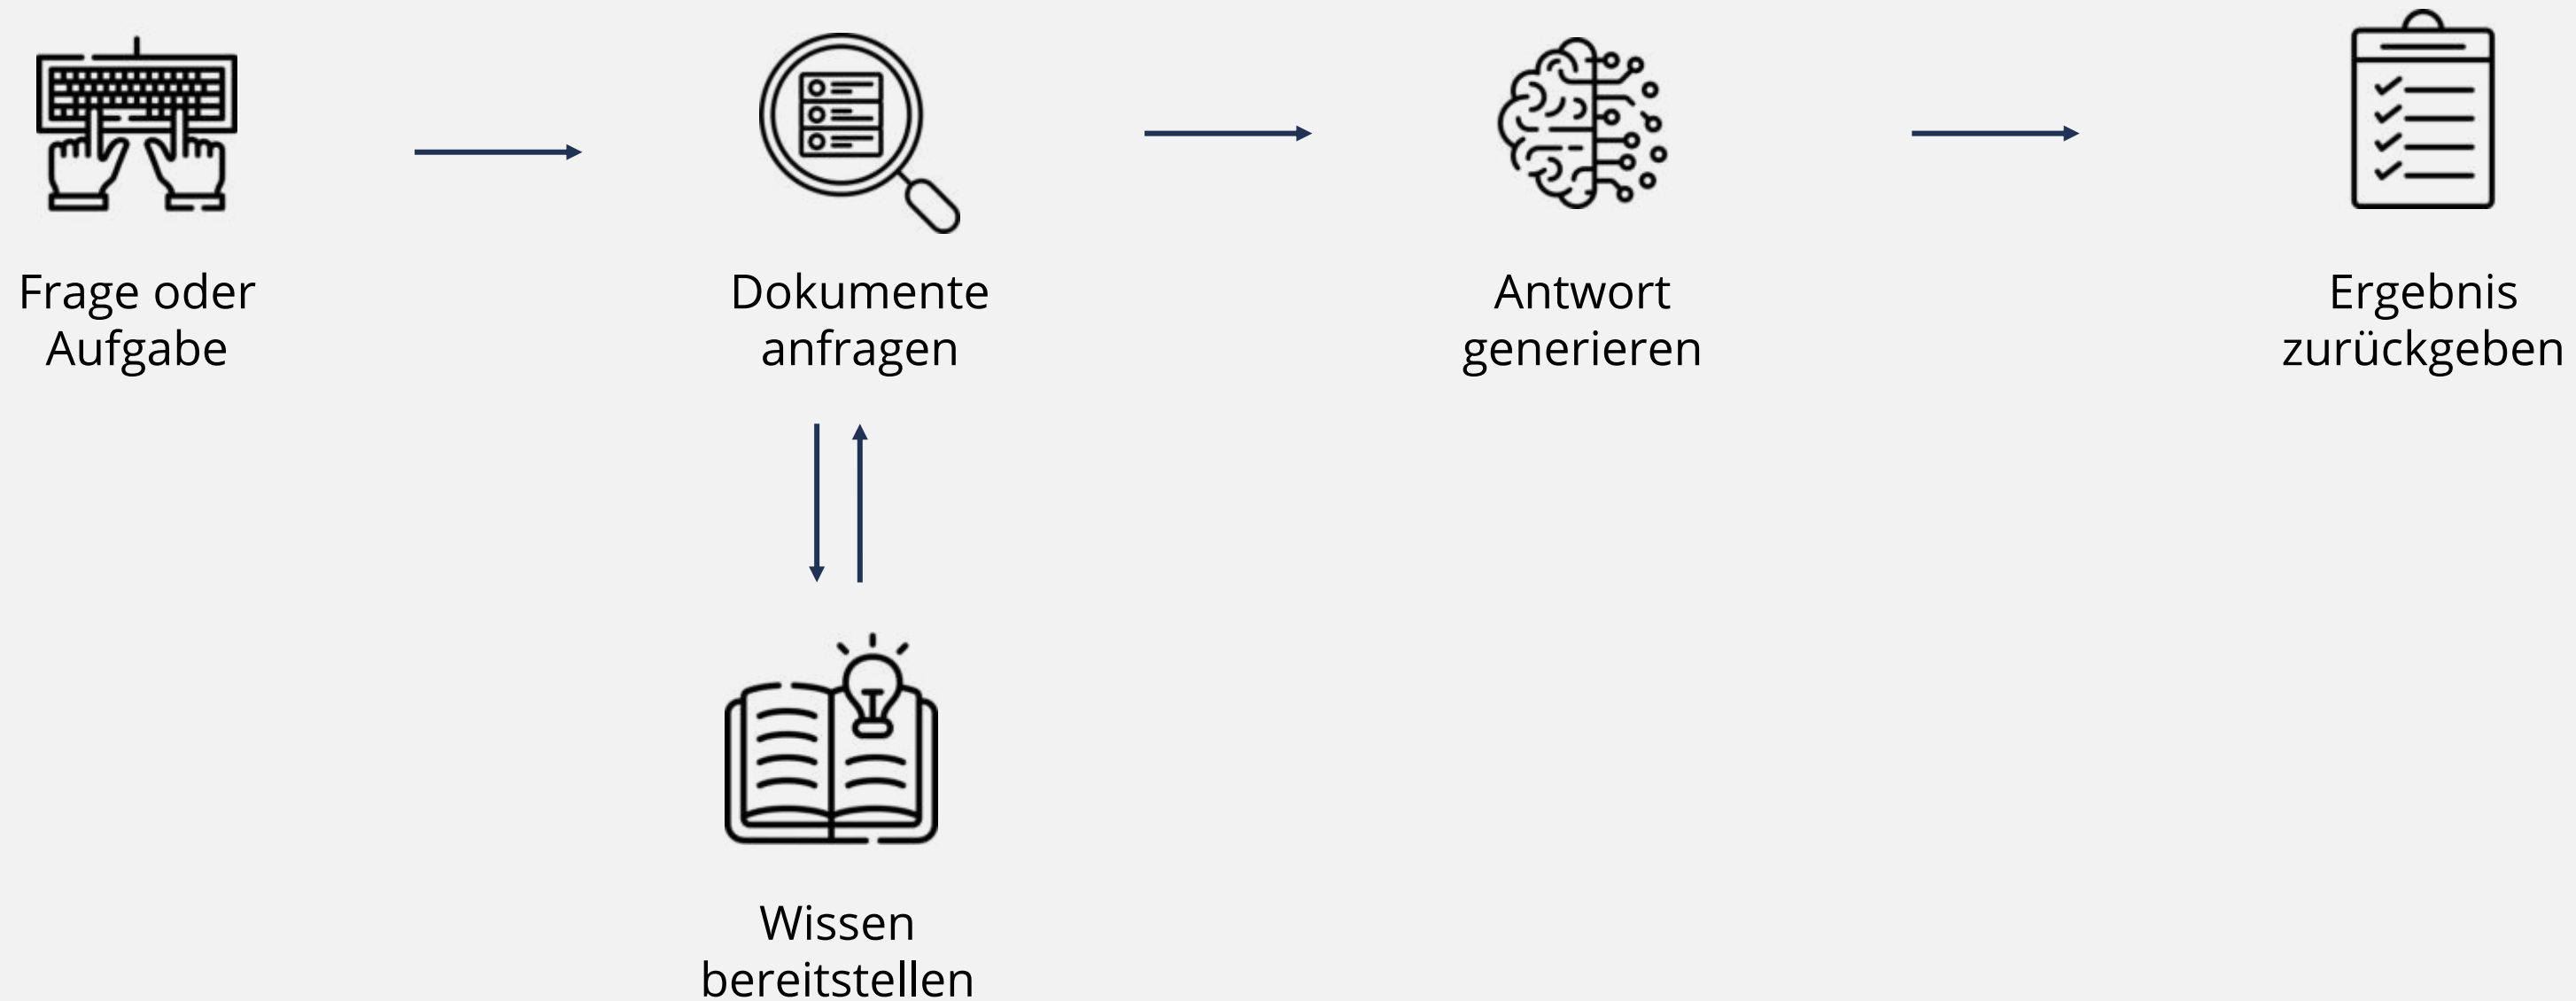 Frage oder
Aufgabe
Dokumente
anfragen
Antwort
generieren
Ergebnis
zurückgeben
Wissen
bereitstellen